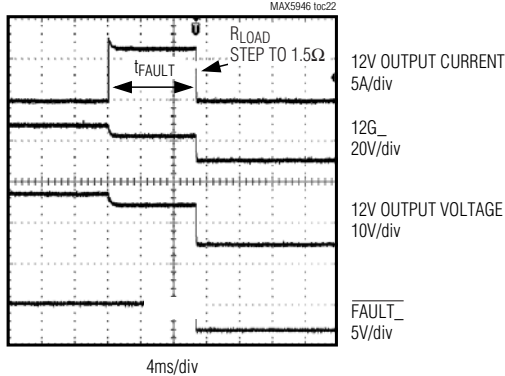 MAX5946 toc22
RLOAD
STEP TO 1.5Ω
tFAULT
12V OUTPUT CURRENT
5A/div
12G_
20V/div
12V OUTPUT VOLTAGE
10V/div
FAULT_
5V/div
4ms/div